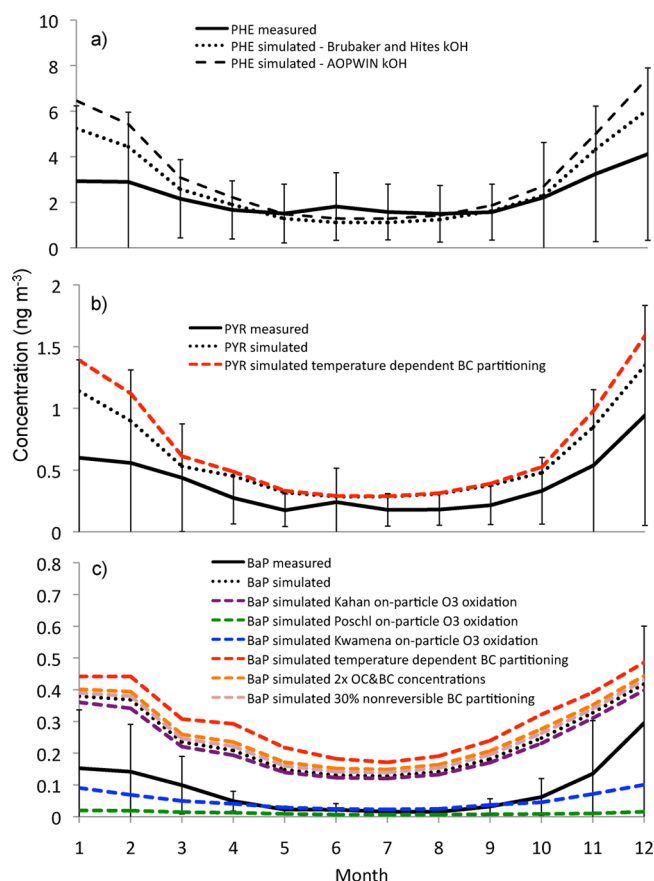 a)
PHE measured
PHE simulated - Brubaker and Hites kOH
PHE simulated - AOPWIN kOH
10
8
6
4
2
0
b)
PYR measured
PYR simulated
PYR simulated temperature dependent BC partitioning
2
1.5
1
0.5
0
Concentration (ng m-3)
c)
BaP measured
BaP simulated
BaP simulated Kahan on-particle O3 oxidation
BaP simulated Poschl on-particle O3 oxidation
BaP simulated Kwamena on-particle O3 oxidation
BaP simulated temperature dependent BC partitioning
BaP simulated 2x OC&BC concentrations
BaP simulated 30% nonreversible BC partitioning
0.8
0.7
0.6
0.5
0.4
0.3
0.2
0.1
0
1 2 3 4 5 6 7 8 9 10 11 12
Month